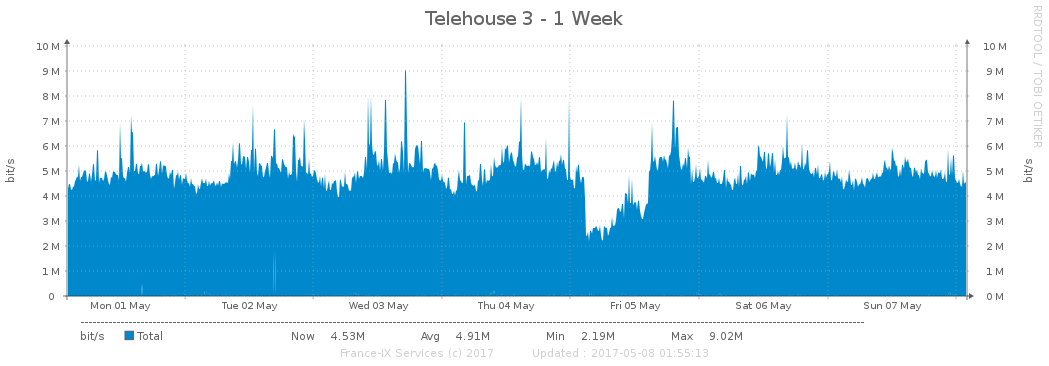 Telehouse 3 - 1 Week
RRDTOOL / TOBI OETIKER
10 M 10 M
9 M 9 M
8 M 8 M
7 M 7 M
6 M 6 M
5 M 5 M
4 M 4 M
3 M 3 M
2 M 2 M
1 M 1 M
0 0 M
bit/s bit/s
Mon 01 May Tue 02 May Wed 03 May Thu 04 May Fri 05 May Sat 06 May Sun 07 May
bit/s Total Now 4.53M Avg 4.91M Min 2.19M Max 9.02M
France-IX Services (c) 2017 Updated : 2017-05-08 01:55:13